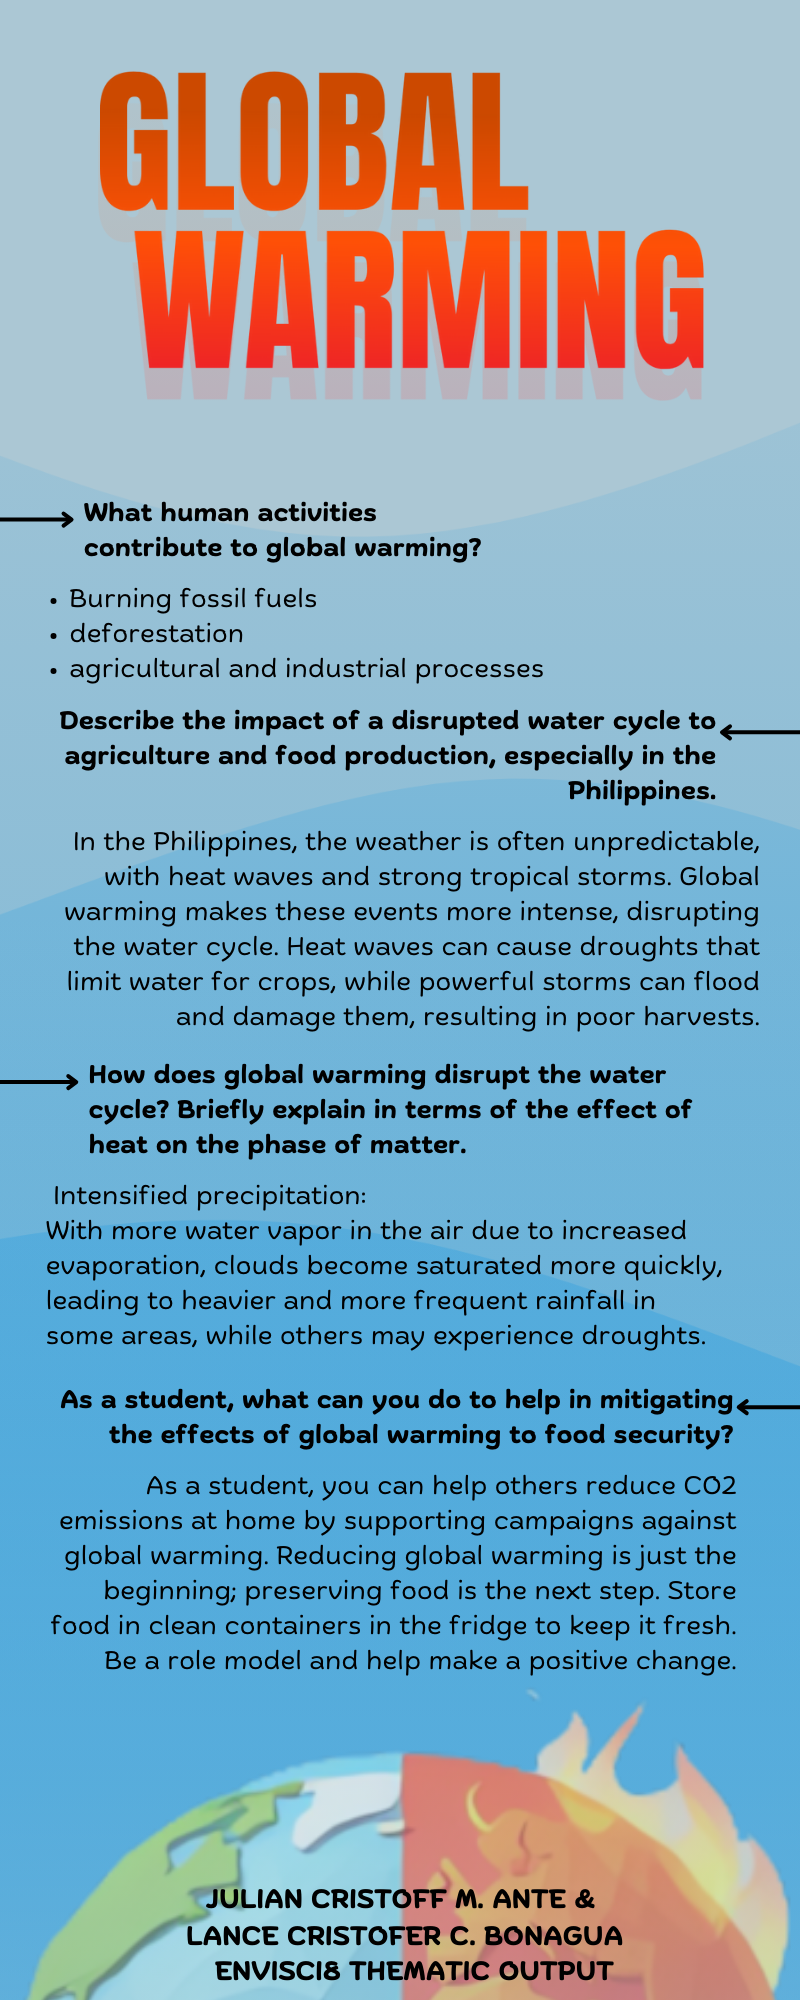 GLOBAL
WARMING
What human activities
contribute to global warming?
• Burning fossil fuels
• deforestation
• agricultural and industrial processes
Describe the impact of a disrupted water cycle to
agriculture and food production, especially in the
Philippines.
In the Philippines, the weather is often unpredictable,
with heat waves and strong tropical storms. Global
warming makes these events more intense, disrupting
the water cycle. Heat waves can cause droughts that
limit water for crops, while powerful storms can flood
and damage them, resulting in poor harvests.
How does global warming disrupt the water
cycle? Briefly explain in terms of the effect of
heat on the phase of matter.
Intensified precipitation:
With more water vapor in the air due to increased
evaporation, clouds become saturated more quickly,
leading to heavier and more frequent rainfall in
some areas, while others may experience droughts.
As a student, what can you do to help in mitigating
the effects of global warming to food security?
As a student, you can help others reduce CO2
emissions at home by supporting campaigns against
global warming. Reducing global warming is just the
beginning; preserving food is the next step. Store
food in clean containers in the fridge to keep it fresh.
Be a role model and help make a positive change.
JULIAN CRISTOFF M. ANTE &
LANCE CRISTOFER C. BONAGUA
ENVISCI8 THEMATIC OUTPUT